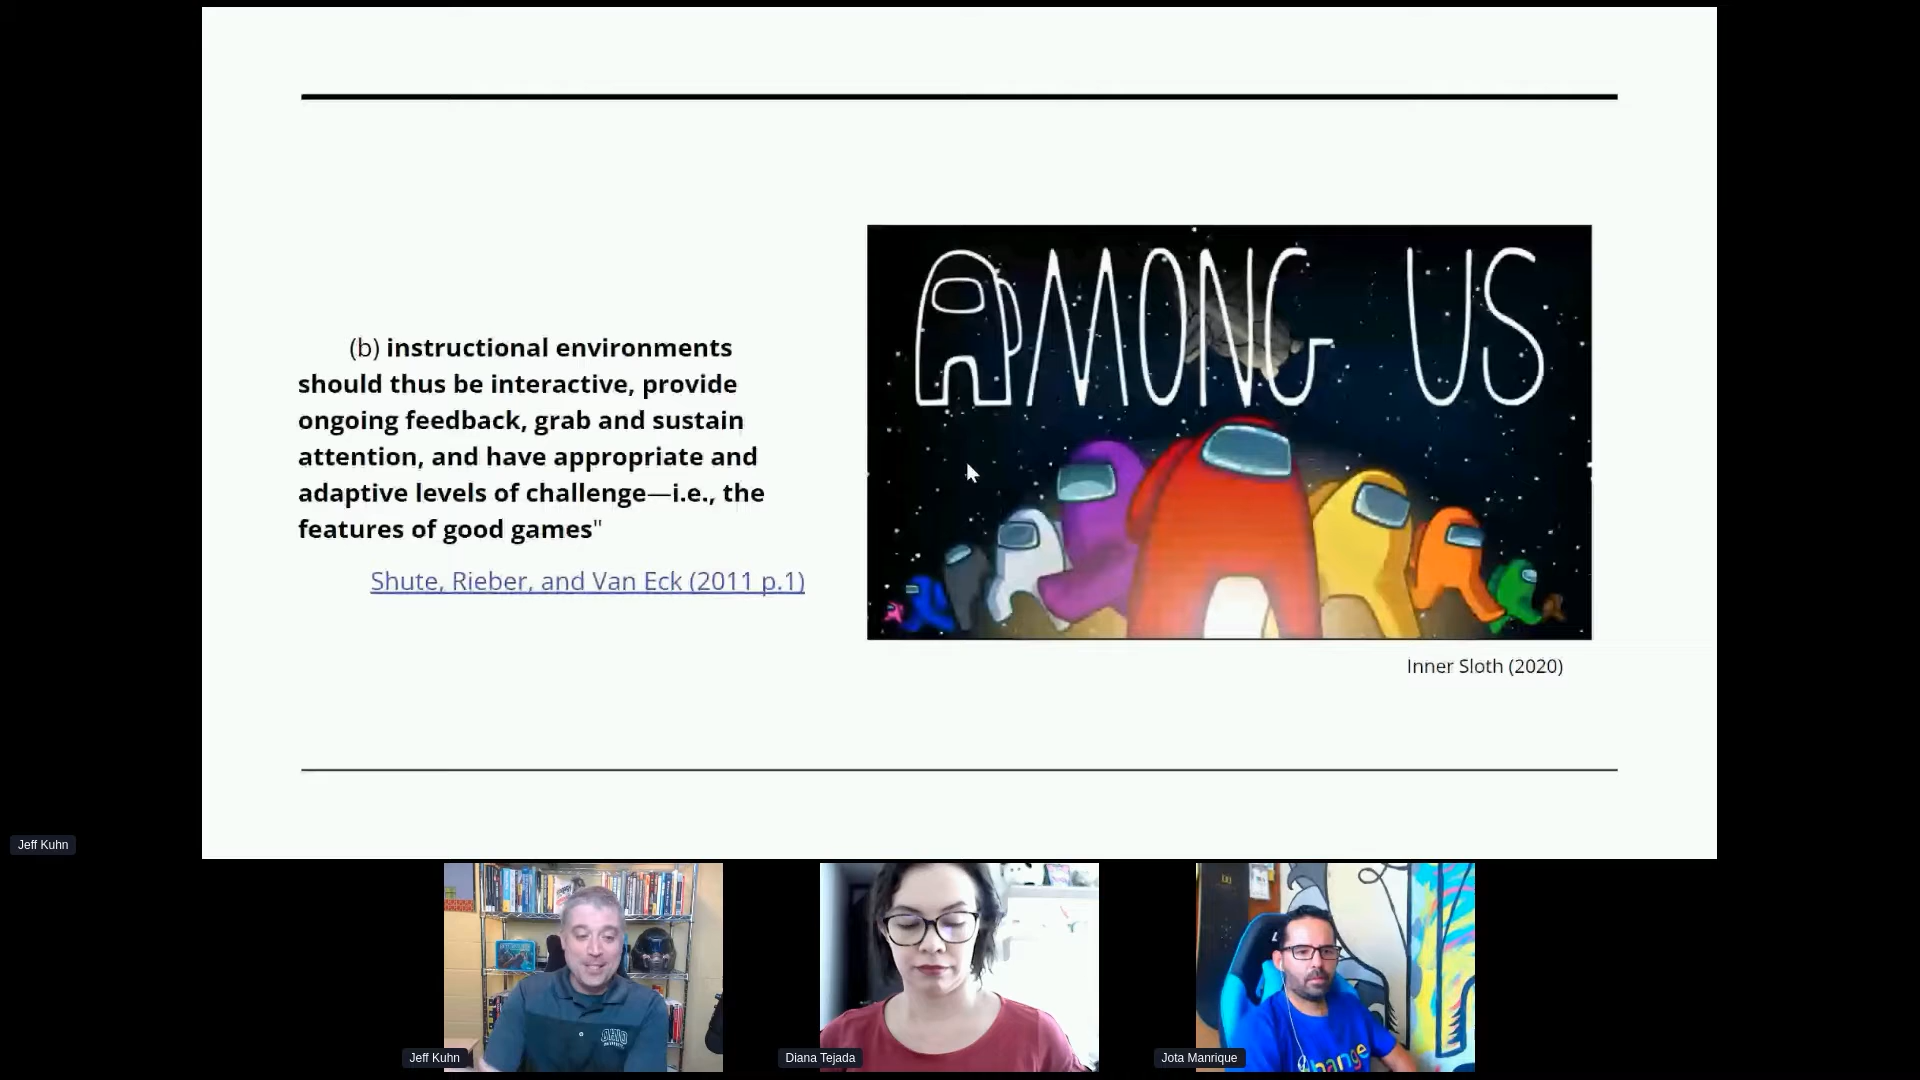 AMONG US
(b) instructional environments
should thus be interactive, provide
ongoing feedback, grab and sustain
attention, and have appropriate and
adaptive levels of challenge—i.e., the
features of good games"
Shute, Rieber, and Van Eck (2011 p.1)
Inner Sloth (2020)
Jeff Kuhn
OHIO
Jeff Kuhn
Diana Tejada
Jota Manrique